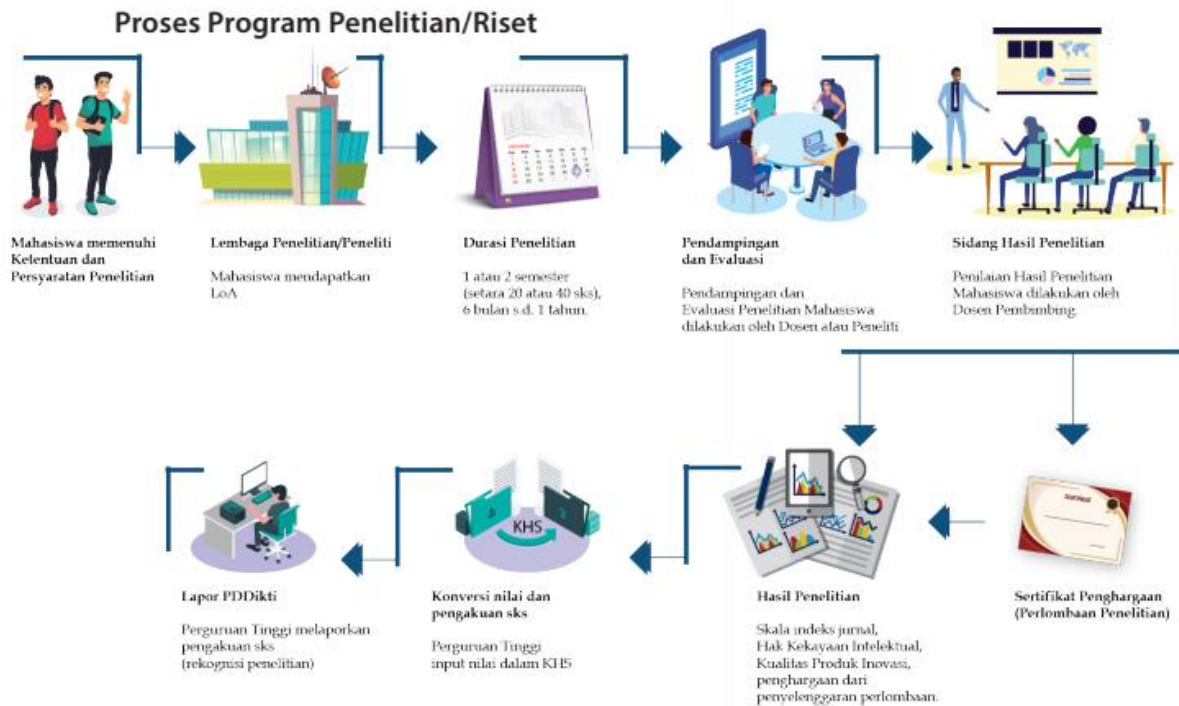 Proses Program Penelitian/Riset
Mahasiswa memenuhi
Ketentuan dan
Persyaratan Penelitian
Lembaga Penelitian/Peneliti
Mahasiswa mendapatkan
LoA
Durasi Penelitian
1 atau 2 semester
(setara 20 atau 40 sks),
6 bulan s.d. 1 tahun.
Pendampingan
dan Evaluasi
Pendampingan dan
Evaluasi Penelitian Mahasiswa
dilakukan oleh Dosen atau Peneliti
Sidang Hasil Penelitian
Penilaian Hasil Penelitian
Mahasiswa dilakukan oleh
Dosen Pembimbing.
KHS
Lapor PDDikti
Perguruan Tinggi melaporkan
pengakuan sks
(rekognisi penelitian)
Konversi nilai dan
pengakuan sks
Perguruan Tinggi
input nilai dalam KHS
Hasil Penelitian
Skala indeks jurnal,
Hak Kekayaan Intelektual,
Kualitas Produk Inovasi,
penghargaan dari
penyelenggaran perlombaan.
Sertifikat Penghargaan
(Perlombaan Penelitian)